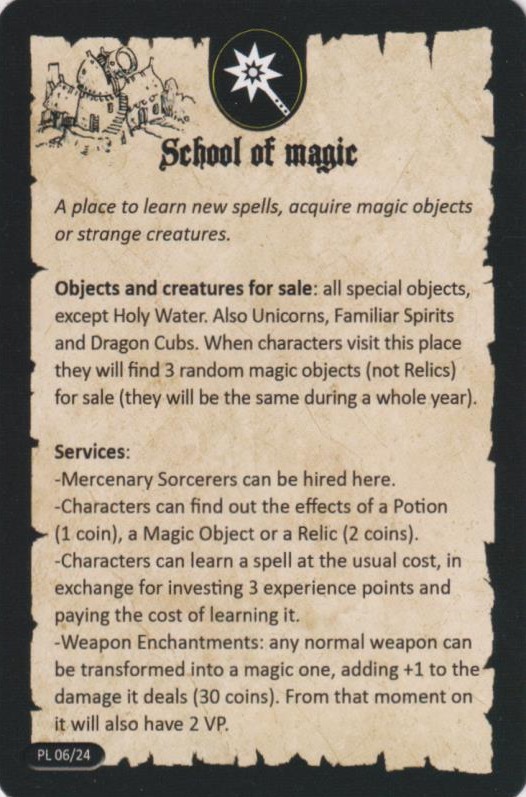 School of magic
A place to learn new spells, acquire magic objects
or strange creatures.
Objects and creatures for sale: all special objects,
except Holy Water. Also Unicorns, Familiar Spirits
and Dragon Cubs. When characters visit this place
they will find 3 random magic objects (not Relics)
for sale (they will be the same during a whole year).
Services:
-Mercenary Sorcerers can be hired here.
-Characters can find out the effects of a Potion
(1 coin), a Magic Object or a Relic (2 coins).
-Characters can learn a spell at the usual cost, in
exchange for investing 3 experience points and
paying the cost of learning it.
-Weapon Enchantments: any normal weapon can
be transformed into a magic one, adding +1 to the
damage it deals (30 coins). From that moment on
it will also have 2 VP.
PL 06/24